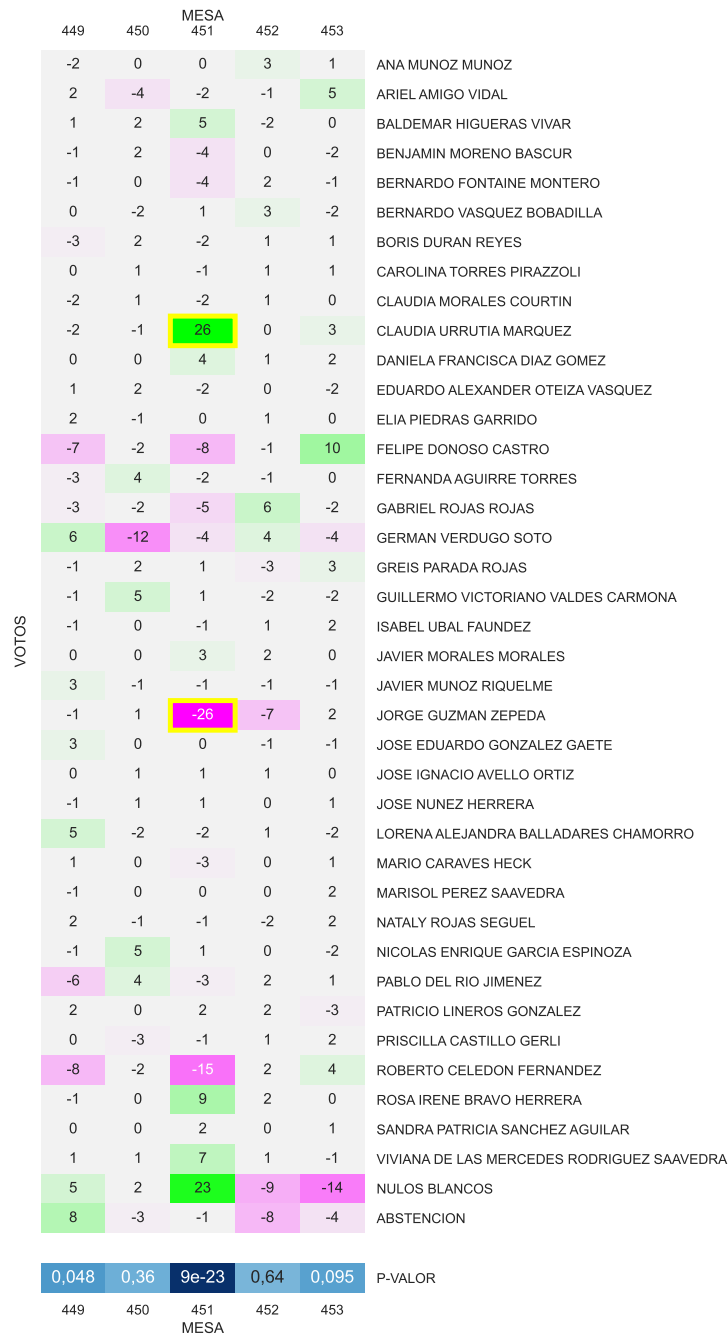 MESA
449 450 451 452 453
-2 0 0 3 1 ANA MUNOZ MUNOZ
2 -4 -2 -1 5 ARIEL AMIGO VIDAL
1 2 5 -2 0 BALDEMAR HIGUERAS VIVAR
-1 2 -4 0 -2 BENJAMIN MORENO BASCUR
-1 0 -4 2 -1 BERNARDO FONTAINE MONTERO
0 -2 1 3 -2 BERNARDO VASQUEZ BOBADILLA
-3 2 -2 1 1 BORIS DURAN REYES
0 1 -1 1 1 CAROLINA TORRES PIRAZZOLI
-2 1 -2 1 0 CLAUDIA MORALES COURTIN
-2 -1 26 0 3 CLAUDIA URRUTIA MARQUEZ
0 0 4 1 2 DANIELA FRANCISCA DIAZ GOMEZ
1 2 -2 0 -2 EDUARDO ALEXANDER OTEIZA VASQUEZ
2 -1 0 1 0 ELIA PIEDRAS GARRIDO
-7 -2 -8 -1 10 FELIPE DONOSO CASTRO
-3 4 -2 -1 0 FERNANDA AGUIRRE TORRES
-3 -2 -5 6 -2 GABRIEL ROJAS ROJAS
6 -12 -4 4 -4 GERMAN VERDUGO SOTO
-1 2 1 -3 3 GREIS PARADA ROJAS
-1 5 1 -2 -2 GUILLERMO VICTORIANO VALDES CARMONA
-1 0 -1 1 2 ISABEL UBAL FAUNDEZ
0 0 3 2 0 JAVIER MORALES MORALES
3 -1 -1 -1 -1 JAVIER MUNOZ RIQUELME
-1 1 -26 -7 2 JORGE GUZMAN ZEPEDA
3 0 0 -1 -1 JOSE EDUARDO GONZALEZ GAETE
0 1 1 1 0 JOSE IGNACIO AVELLO ORTIZ
-1 1 1 0 1 JOSE NUNEZ HERRERA
5 -2 -2 1 -2 LORENA ALEJANDRA BALLADARES CHAMORRO
1 0 -3 0 1 MARIO CARAVES HECK
-1 0 0 0 2 MARISOL PEREZ SAAVEDRA
2 -1 -1 -2 2 NATALY ROJAS SEGUEL
-1 5 1 0 -2 NICOLAS ENRIQUE GARCIA ESPINOZA
-6 4 -3 2 1 PABLO DEL RIO JIMENEZ
2 0 2 2 -3 PATRICIO LINEROS GONZALEZ
0 -3 -1 1 2 PRISCILLA CASTILLO GERLI
-8 -2 -15 2 4 ROBERTO CELEDON FERNANDEZ
-1 0 9 2 0 ROSA IRENE BRAVO HERRERA
0 0 2 0 1 SANDRA PATRICIA SANCHEZ AGUILAR
1 1 7 1 -1 VIVIANA DE LAS MERCEDES RODRIGUEZ SAAVEDRA
5 2 23 -9 -14 NULOS BLANCOS
8 -3 -1 -8 -4 ABSTENCION
VOTOS
0,048 0,36 9e-23 0,64 0,095 P-VALOR
449 450 451 452 453
MESA